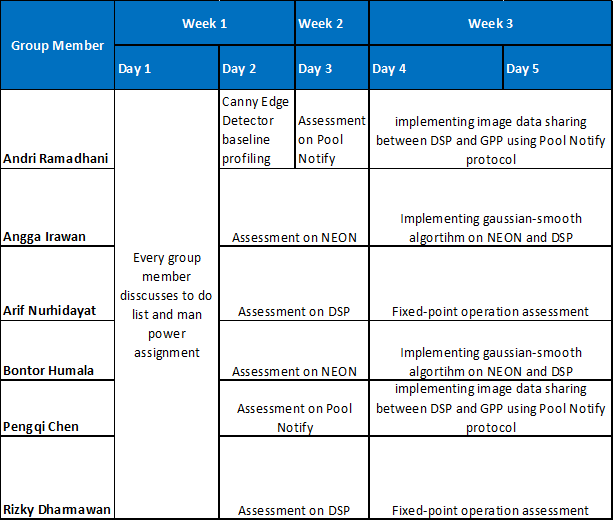 Group Member
Week 1
Week 2
Week 3
Day 1
Day 2
Day 3
Day 4
Day 5
Andri Ramadhani
Every group
member
disscusses to do
list and man
power
assignment
Canny Edge
Detector
baseline
profiling
Assessment
on Pool
Notify
implementing image data sharing
between DSP and GPP using Pool Notify
protocol
Angga Irawan
Assessment on NEON
Implementing gaussian-smooth
algortihm on NEON and DSP
Arif Nurhidayat
Assessment on DSP
Fixed-point operation assessment
Bontor Humala
Assessment on NEON
Implementing gaussian-smooth
algortihm on NEON and DSP
Pengqi Chen
Assessment on Pool
Notify
implementing image data sharing
between DSP and GPP using Pool Notify
protocol
Rizky Dharmawan
Assessment on DSP
Fixed-point operation assessment